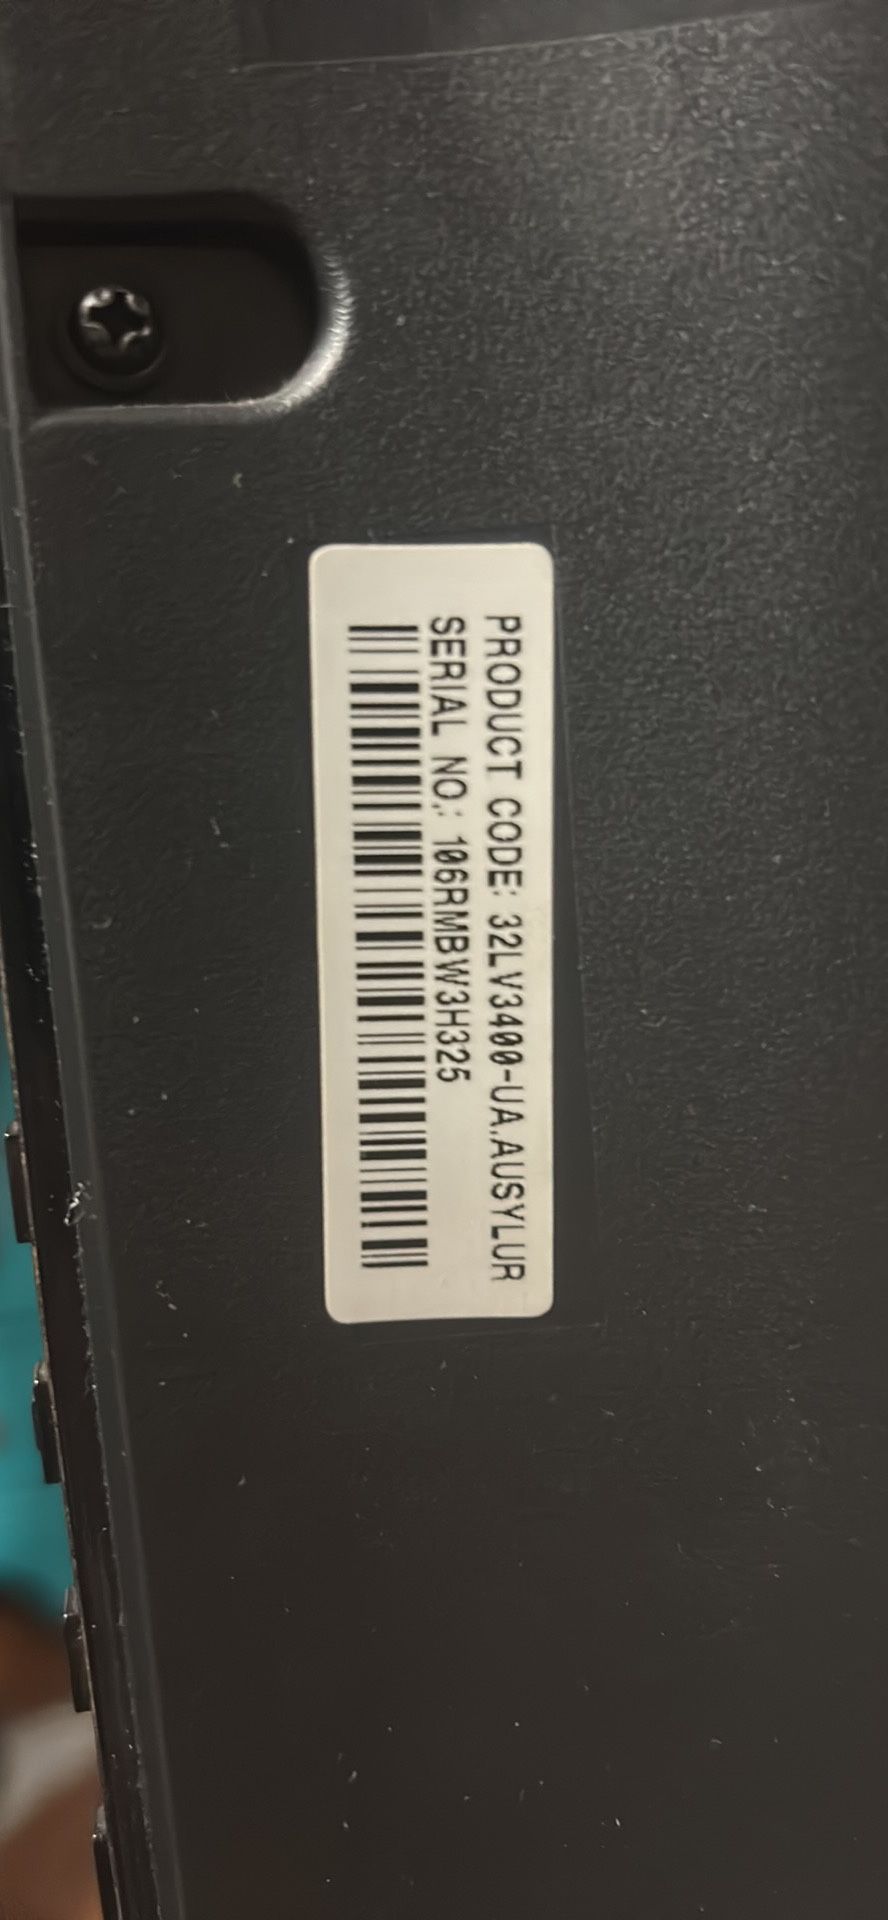 PRODUCT CODE: 32LV3400-UA.AUSYLUR
SERIAL NO.: 106RMBW3H325